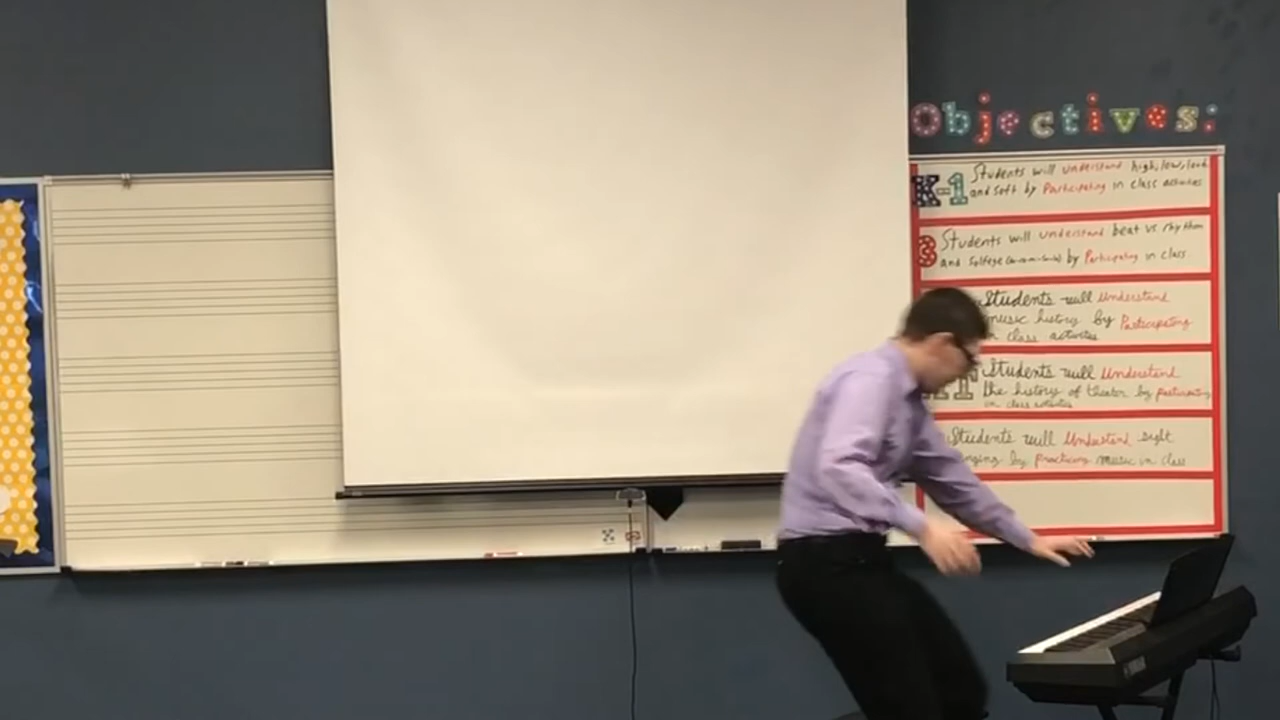 Objectives:
K-1 Students will understand high, low, loud
and soft by Participating in class activities
3 Students will understand beat vs. rhythm
and Solfege by Participating in class
Students will Understand
music history by Participating
in class activities
Students will Understand
the history of theater by participating
in class activities
Students will Understand sight
by practicing music in class